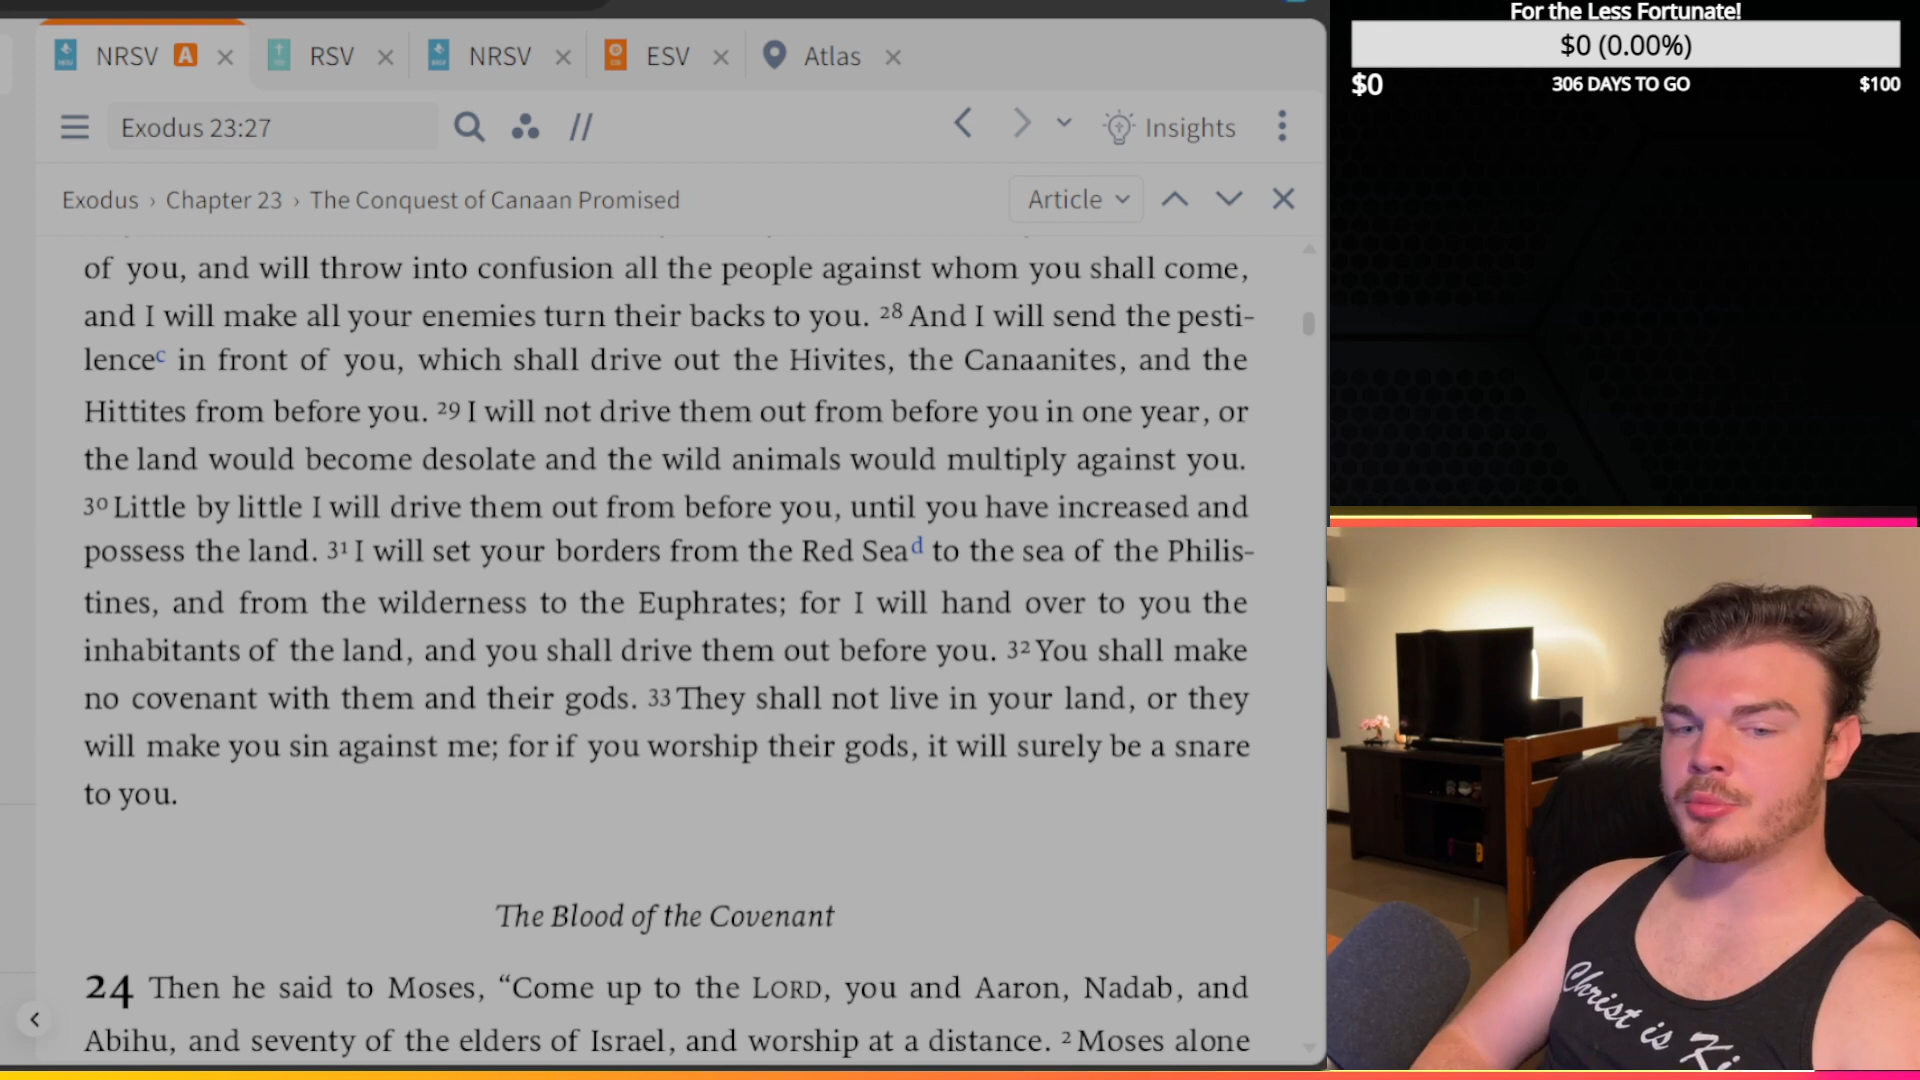 NRSV A
RSV
NRSV
ESV
Atlas
Exodus 23:27
Insights
Exodus › Chapter 23 › The Conquest of Canaan Promised
Article
of you, and will throw into confusion all the people against whom you shall come,
and I will make all your enemies turn their backs to you. 28 And I will send the pesti-
lencec in front of you, which shall drive out the Hivites, the Canaanites, and the
Hittites from before you. 29 I will not drive them out from before you in one year, or
the land would become desolate and the wild animals would multiply against you.
30 Little by little I will drive them out from before you, until you have increased and
possess the land. 31 I will set your borders from the Red Sead to the sea of the Philis-
tines, and from the wilderness to the Euphrates; for I will hand over to you the
inhabitants of the land, and you shall drive them out before you. 32 You shall make
no covenant with them and their gods. 33 They shall not live in your land, or they
will make you sin against me; for if you worship their gods, it will surely be a snare
to you.
The Blood of the Covenant
24 Then he said to Moses, “Come up to the LORD, you and Aaron, Nadab, and
Abihu, and seventy of the elders of Israel, and worship at a distance. 2 Moses alone
For the Less Fortunate!
$0 (0.00%)
$0
306 DAYS TO GO
$100
Christ is Ki